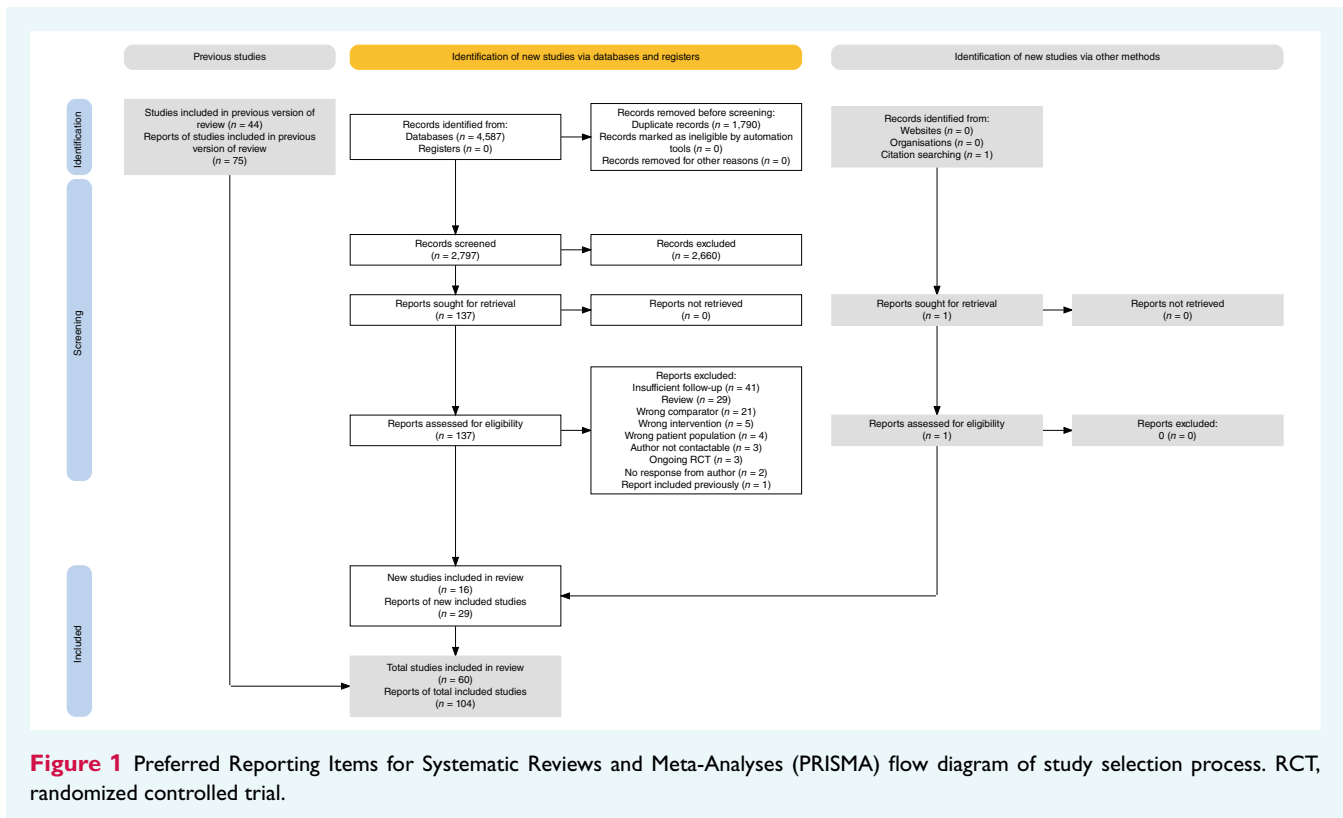 Previous studies
Identification of new studies via databases and registers
Identification of new studies via other methods
Identification
Studies included in previous version of
review (n = 44)
Reports of studies included in previous
version of review
(n = 75)
Records identified from:
Databases (n = 4,587)
Registers (n = 0)
Records removed before screening:
Duplicate records (n = 1,790)
Records marked as ineligible by automation
tools (n = 0)
Records removed for other reasons (n = 0)
Records identified from:
Websites (n = 0)
Organisations (n = 0)
Citation searching (n = 1)
Screening
Records screened
(n = 2,797)
Records excluded
(n = 2,660)
Reports sought for retrieval
(n = 137)
Reports not retrieved
(n = 0)
Reports sought for retrieval
(n = 1)
Reports not retrieved
(n = 0)
Reports assessed for eligibility
(n = 137)
Reports excluded:
Insufficient follow-up (n = 41)
Review (n = 29)
Wrong comparator (n = 21)
Wrong intervention (n = 5)
Wrong patient population (n = 4)
Author not contactable (n = 3)
Ongoing RCT (n = 3)
No response from author (n = 2)
Report included previously (n = 1)
Reports assessed for eligibility
(n = 1)
Reports excluded:
0 (n = 0)
Included
New studies included in review
(n = 16)
Reports of new included studies
(n = 29)
Total studies included in review
(n = 60)
Reports of total included studies
(n = 104)
Figure 1 Preferred Reporting Items for Systematic Reviews and Meta-Analyses (PRISMA) flow diagram of study selection process. RCT,
randomized controlled trial.